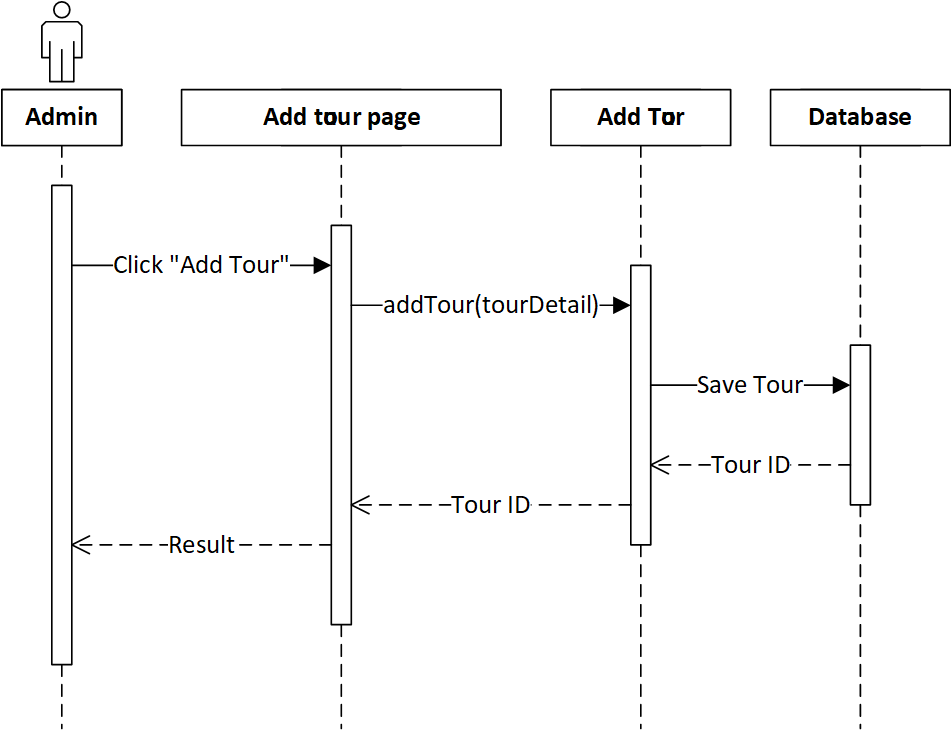 Admin
Add tour page
Add Tor
Database
Click "Add Tour"
addTour(tourDetail)
Save Tour
Tour ID
Tour ID
Result